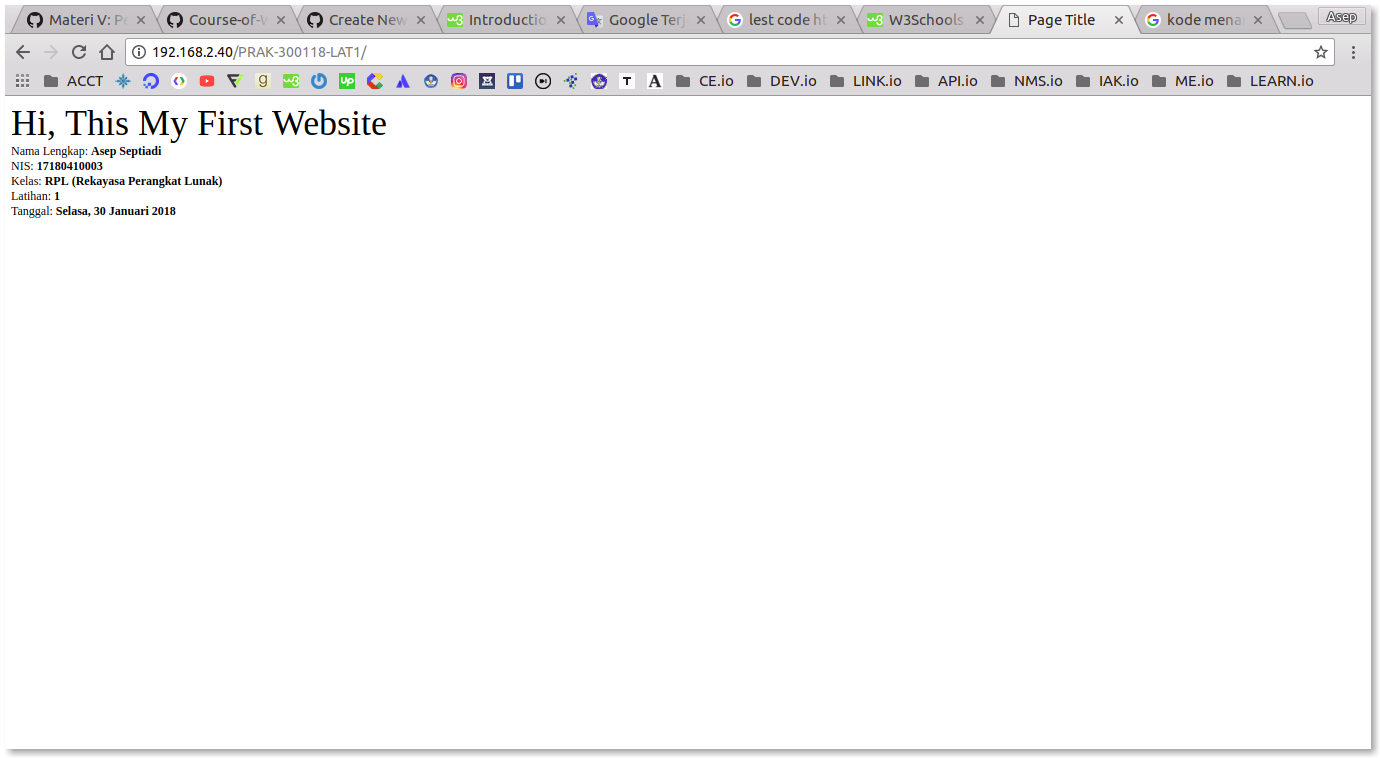 Materi V: Pe
Course-of-W
Create New
Introductio
Google Terj
lest code ht
W3Schools
Page Title
kode mena
Asep
192.168.2.40/PRAK-300118-LAT1/
ACCT
CE.io
DEV.io
LINK.io
API.io
NMS.io
IAK.io
ME.io
LEARN.io
Hi, This My First Website
Nama Lengkap: Asep Septiadi
NIS: 17180410003
Kelas: RPL (Rekayasa Perangkat Lunak)
Latihan: 1
Tanggal: Selasa, 30 Januari 2018